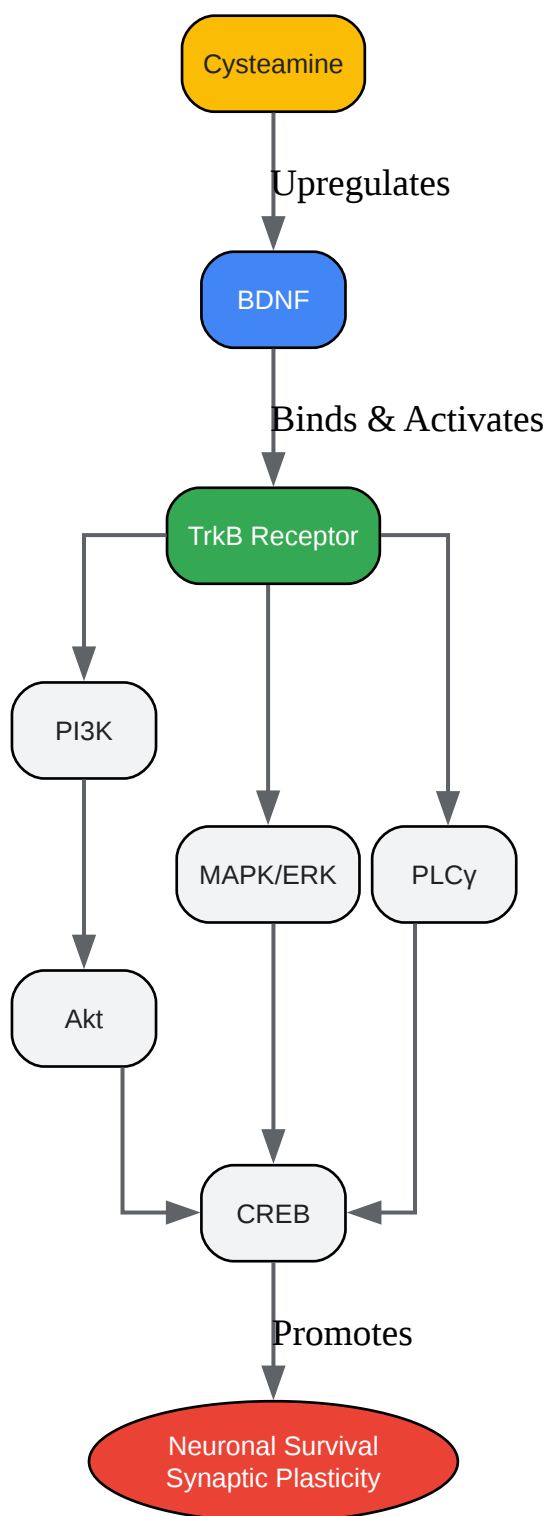 Cysteamine
Upregulates
BDNF
Binds & Activates
TrkB Receptor
PI3K
MAPK/ERK
PLCγ
Akt
CREB
Promotes
Neuronal Survival
Synaptic Plasticity